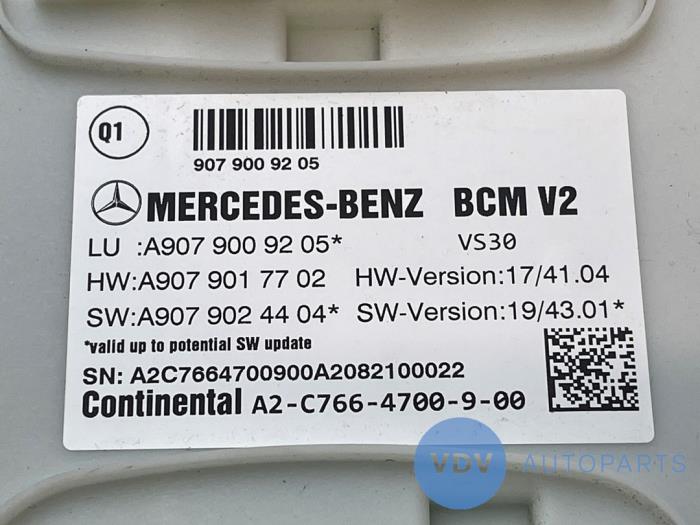 Q1
907 900 92 05
MERCEDES-BENZ BCM V2
LU :A907 900 92 05* VS30
HW:A907 901 77 02 HW-Version:17/41.04
SW:A907 902 44 04* SW-Version:19/43.01*
*valid up to potential SW update
SN: A2C7664700900A2082100022
Continental A2-C766-4700-9-00
VDV AUTOPARTS